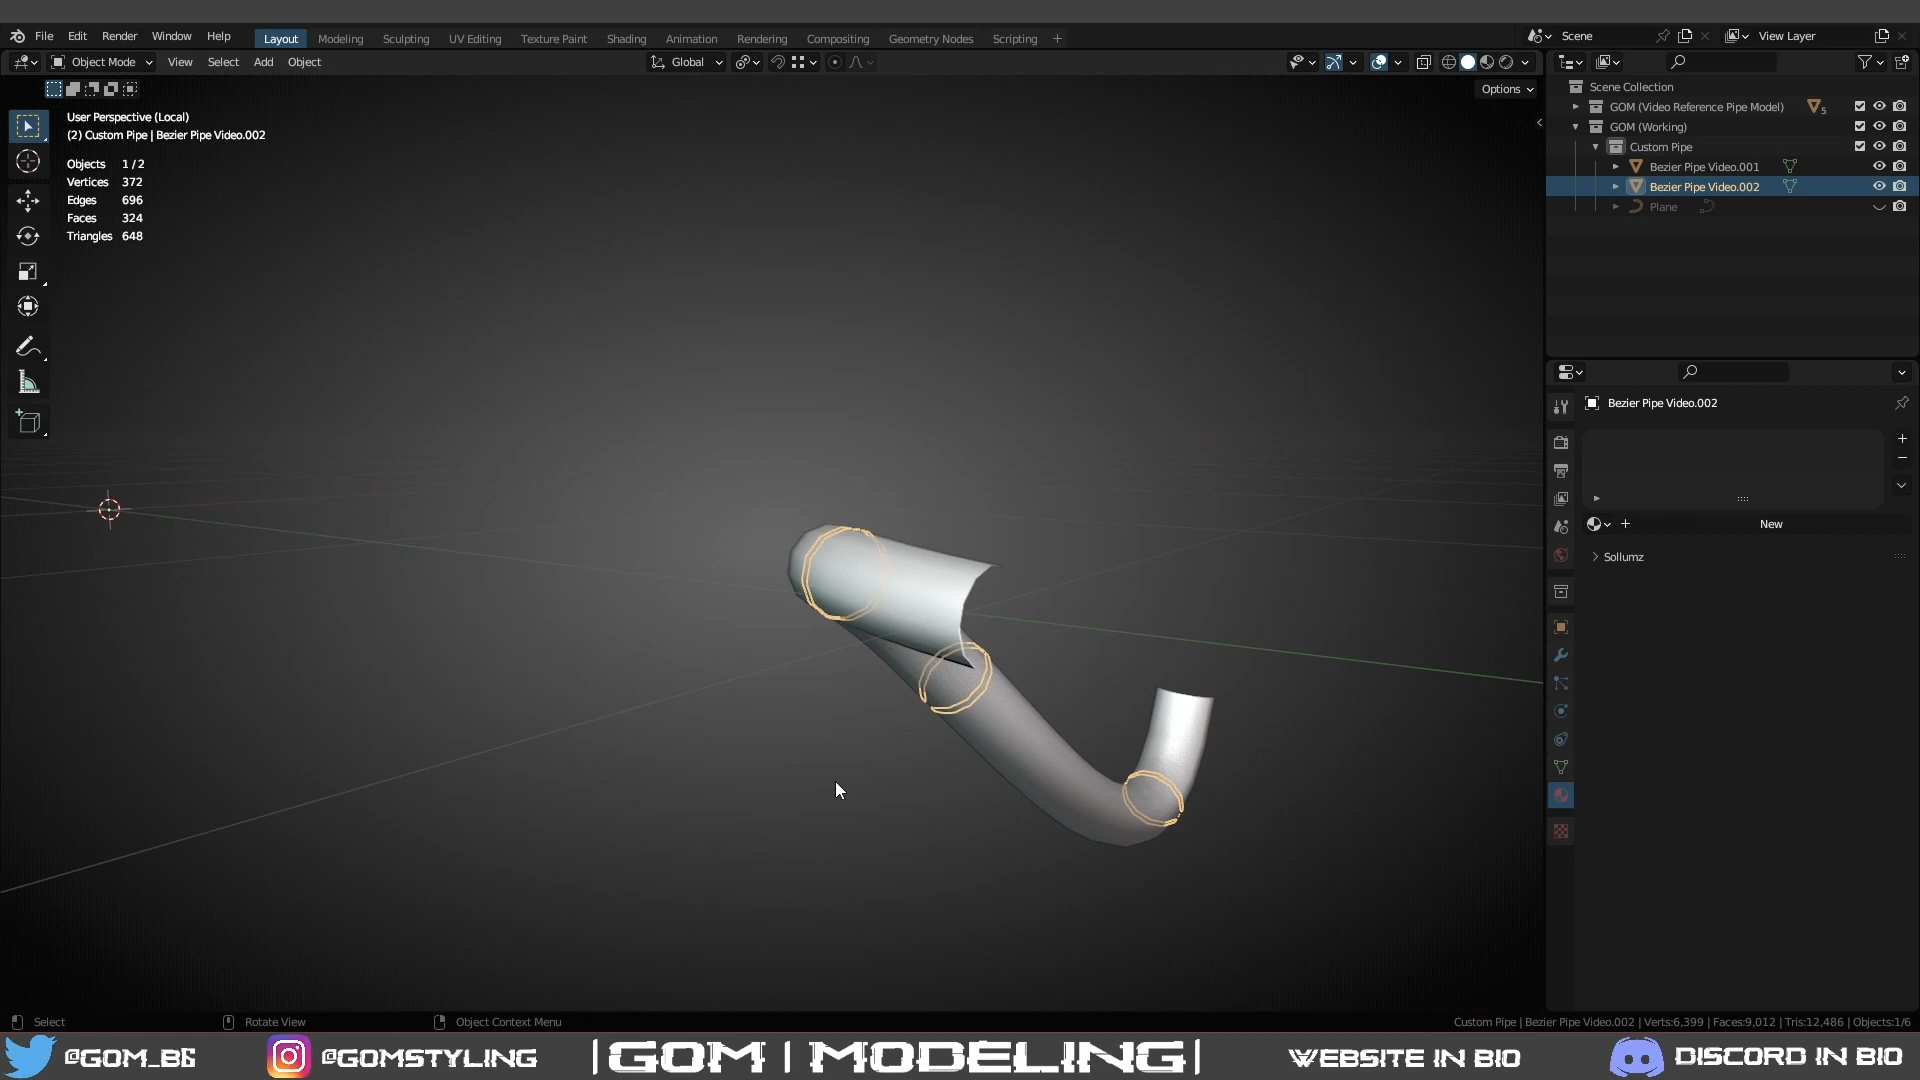 File Edit Render Window Help
Layout Modeling Sculpting UV Editing Texture Paint Shading Animation Rendering Compositing Geometry Nodes Scripting +
Scene
View Layer
Object Mode View Select Add Object
Global
Options
User Perspective (Local)
(2) Custom Pipe | Bezier Pipe Video.002
Objects 1 / 2
Vertices 372
Edges 696
Faces 324
Triangles 648
Scene Collection
GOM (Video Reference Pipe Model) 5
GOM (Working)
Custom Pipe
Bezier Pipe Video.001
Bezier Pipe Video.002
Plane
Bezier Pipe Video.002
New
Sollumz
Select
Rotate View
Object Context Menu
Custom Pipe | Bezier Pipe Video.002 | Verts:6,399 | Faces:9,012 | Tris:12,486 | Objects:1/6
@GOM_B6
@GOMSTYLING
|GOM | MODELING|
WEBSITE IN BIO
DISCORD IN BIO